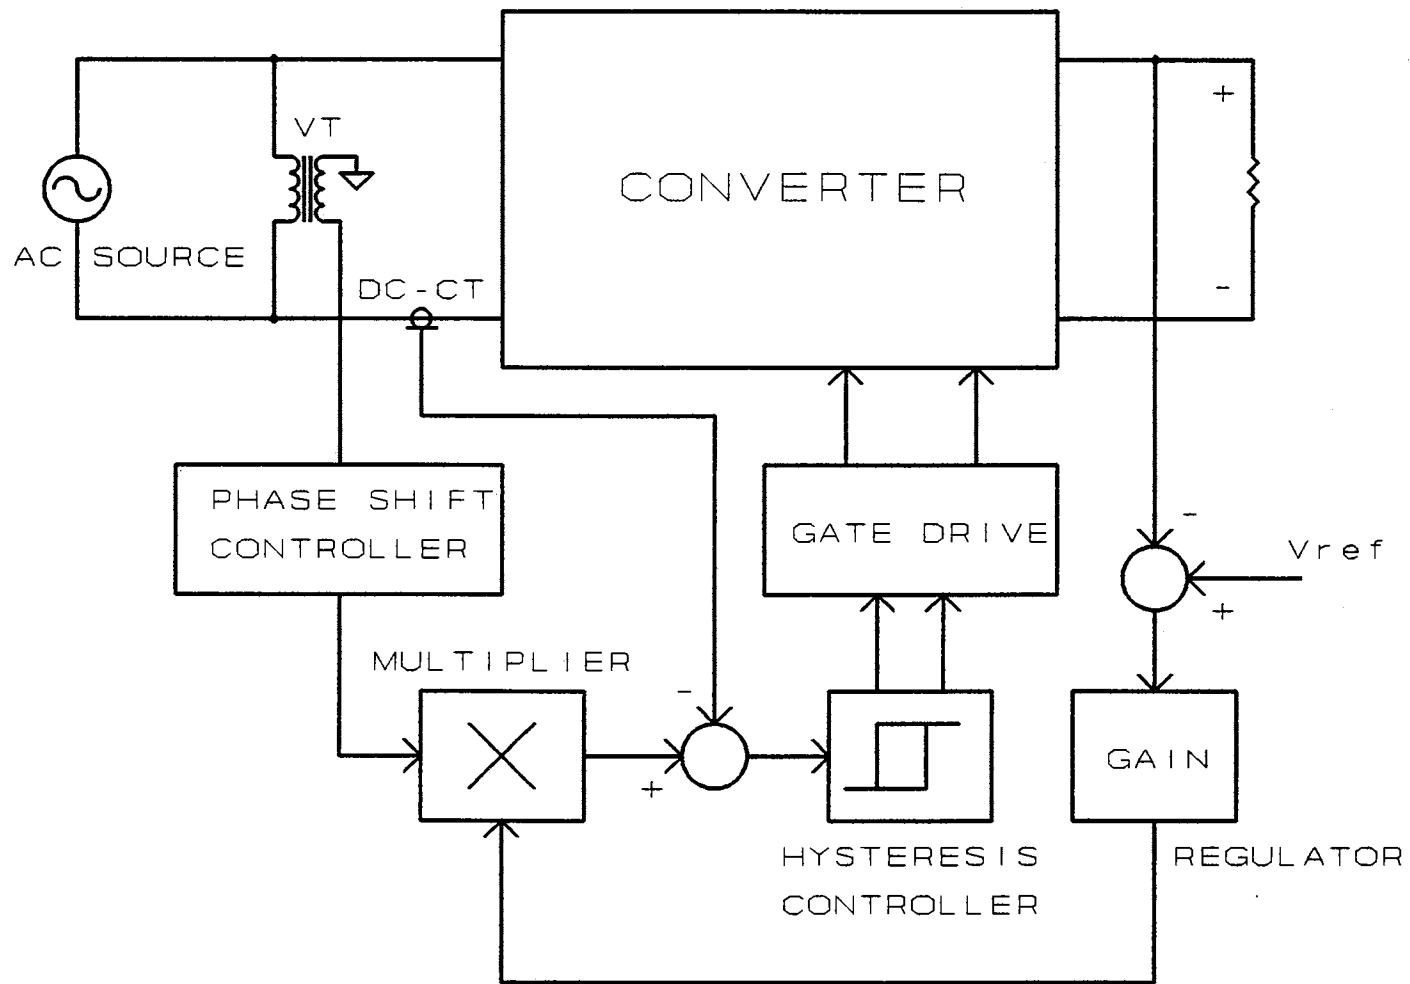 VT
+
CONVERTER
AC SOURCE
DC-CT
-
PHASE SHIFT
CONTROLLER
GATE DRIVE
-
Vref
+
MULTIPLIER
-
+
GAIN
HYSTERESIS
CONTROLLER
REGULATOR